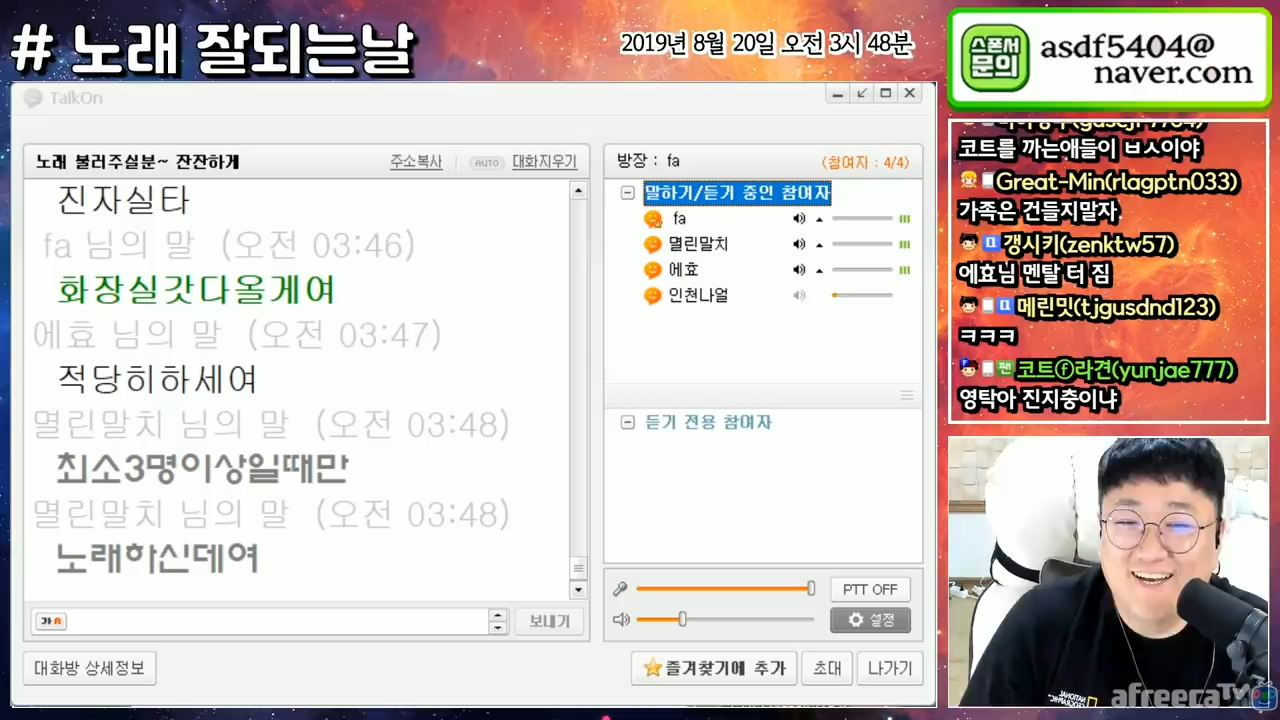 # 노래 잘되는날
2019년 8월 20일 오전 3시 48분
스폰서
문의
asdf5404@
naver.com
TalkOn
노래 불러주실분~ 잔잔하게
주소복사
AUTO
대화지우기
진자실타
fa 님의 말 (오전 03:46)
화장실갓다올게여
에효 님의 말 (오전 03:47)
적당히하세여
멸린말치 님의 말 (오전 03:48)
최소3명이상일때만
멸린말치 님의 말 (오전 03:48)
노래하신데여
가가
보내기
대화방 상세정보
방장 : fa
(참여자 : 4/4)
말하기/듣기 중인 참여자
fa
멸린말치
에효
인천나얼
듣기 전용 참여자
PTT OFF
설정
즐겨찾기에 추가
초대
나가기
코트를 까는애들이 ㅂㅅ이야
Great-Min(rlagptn033)
가족은 건들지말자.
갱시키(zenktw57)
에효님 멘탈 터 짐
메린밋(tjgusdnd123)
ㅋㅋㅋ
팬 코트ⓕ라견(yunjae777)
영탁아 진지충이냐
NATIONAL
GEOGRAPHIC
afreecaTV